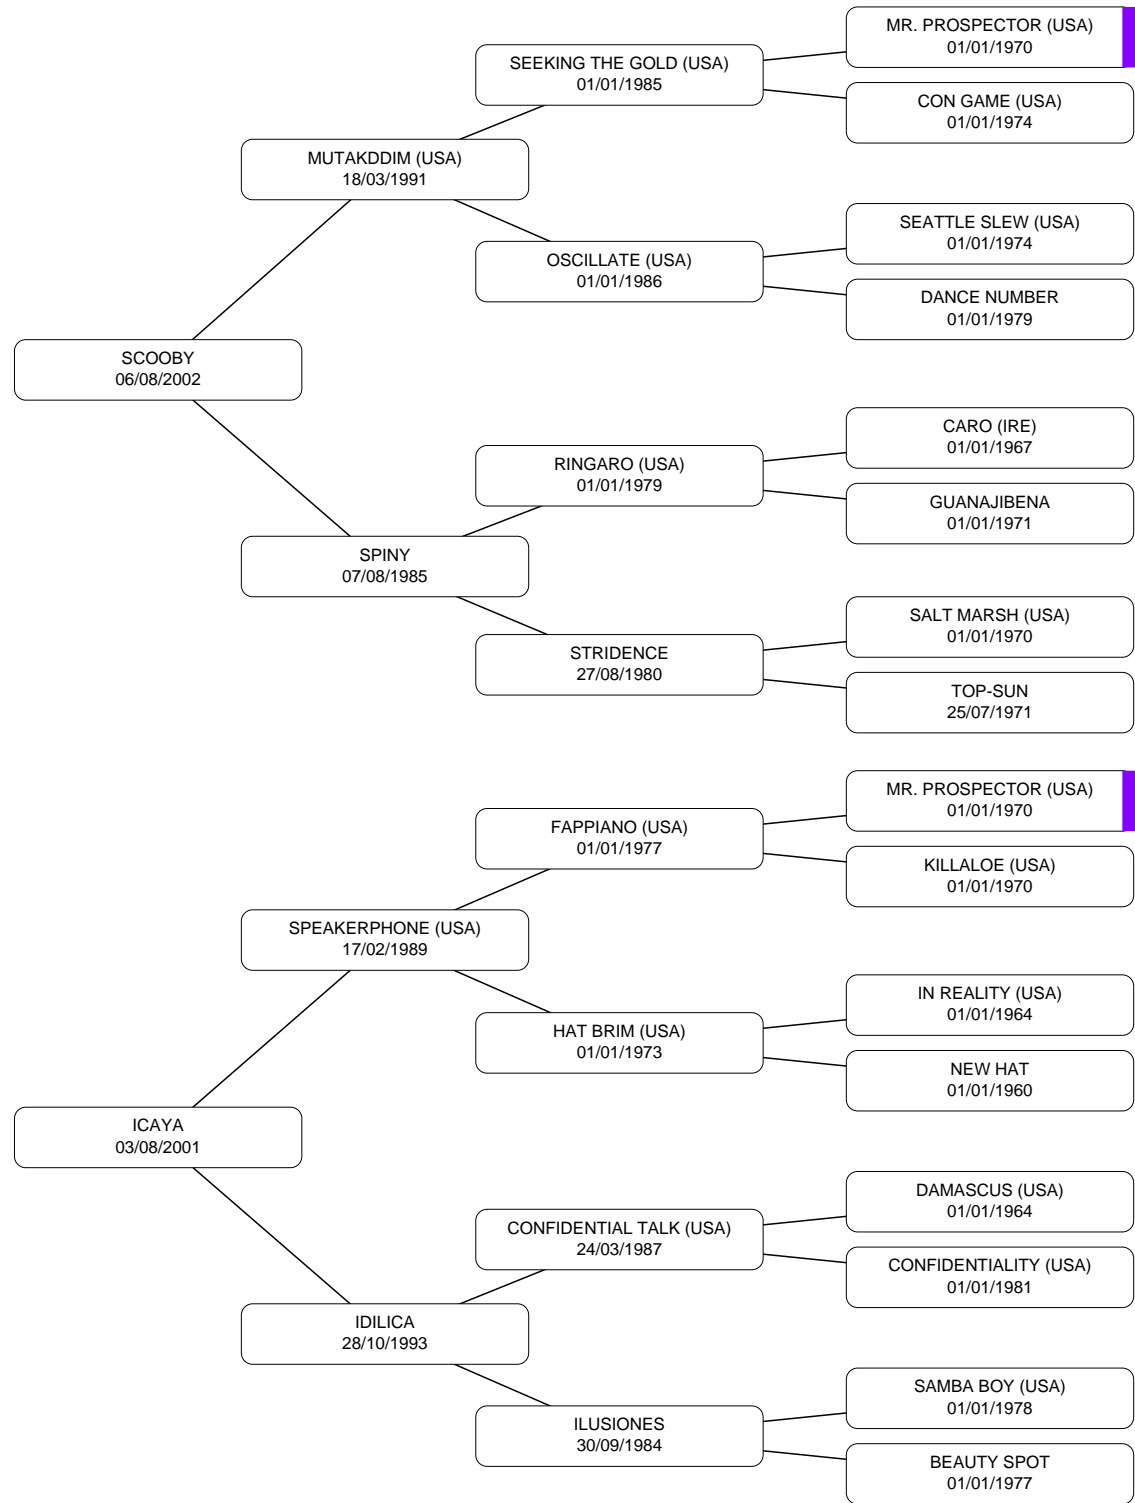 MR. PROSPECTOR (USA)
01/01/1970
SEEKING THE GOLD (USA)
01/01/1985
CON GAME (USA)
01/01/1974
MUTAKDDIM (USA)
18/03/1991
SEATTLE SLEW (USA)
01/01/1974
OSCILLATE (USA)
01/01/1986
DANCE NUMBER
01/01/1979
SCOOBY
06/08/2002
CARO (IRE)
01/01/1967
RINGARO (USA)
01/01/1979
GUANAJIBENA
01/01/1971
SPINY
07/08/1985
SALT MARSH (USA)
01/01/1970
STRIDENCE
27/08/1980
TOP-SUN
25/07/1971
MR. PROSPECTOR (USA)
01/01/1970
FAPPIANO (USA)
01/01/1977
KILLALOE (USA)
01/01/1970
SPEAKERPHONE (USA)
17/02/1989
IN REALITY (USA)
01/01/1964
HAT BRIM (USA)
01/01/1973
NEW HAT
01/01/1960
ICAYA
03/08/2001
DAMASCUS (USA)
01/01/1964
CONFIDENTIAL TALK (USA)
24/03/1987
CONFIDENTIALITY (USA)
01/01/1981
IDILICA
28/10/1993
SAMBA BOY (USA)
01/01/1978
ILUSIONES
30/09/1984
BEAUTY SPOT
01/01/1977